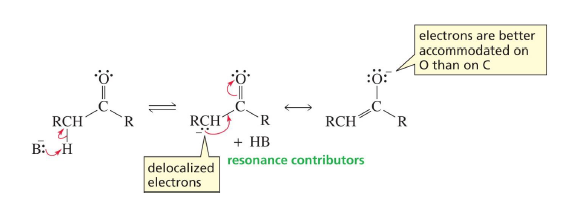 electrons are better
accommodated on
O than on C
:O:
:O:
:O:⁻
C
C
C
RCH
R
RCH
R
RCH
R
B:⁻
H
+ HB
resonance contributors
delocalized
electrons